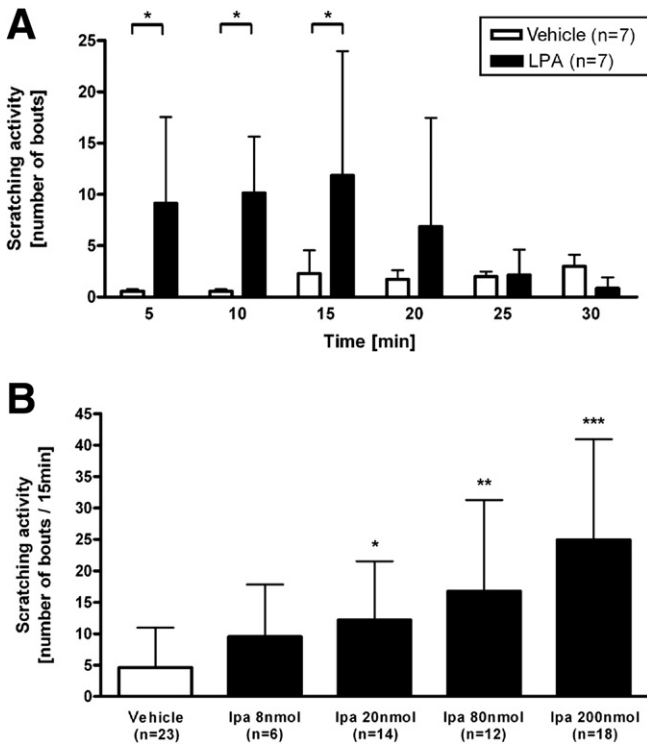 A
* * *
Vehicle (n=7)
LPA (n=7)
Scratching activity
[number of bouts]
25
20
15
10
5
0
5 10 15 20 25 30
Time [min]
B
Scratching activity
[number of bouts / 15min]
45
40
35
30
25
20
15
10
5
0
* ** ***
Vehicle lpa 8nmol lpa 20nmol lpa 80nmol lpa 200nmol
(n=23) (n=6) (n=14) (n=12) (n=18)